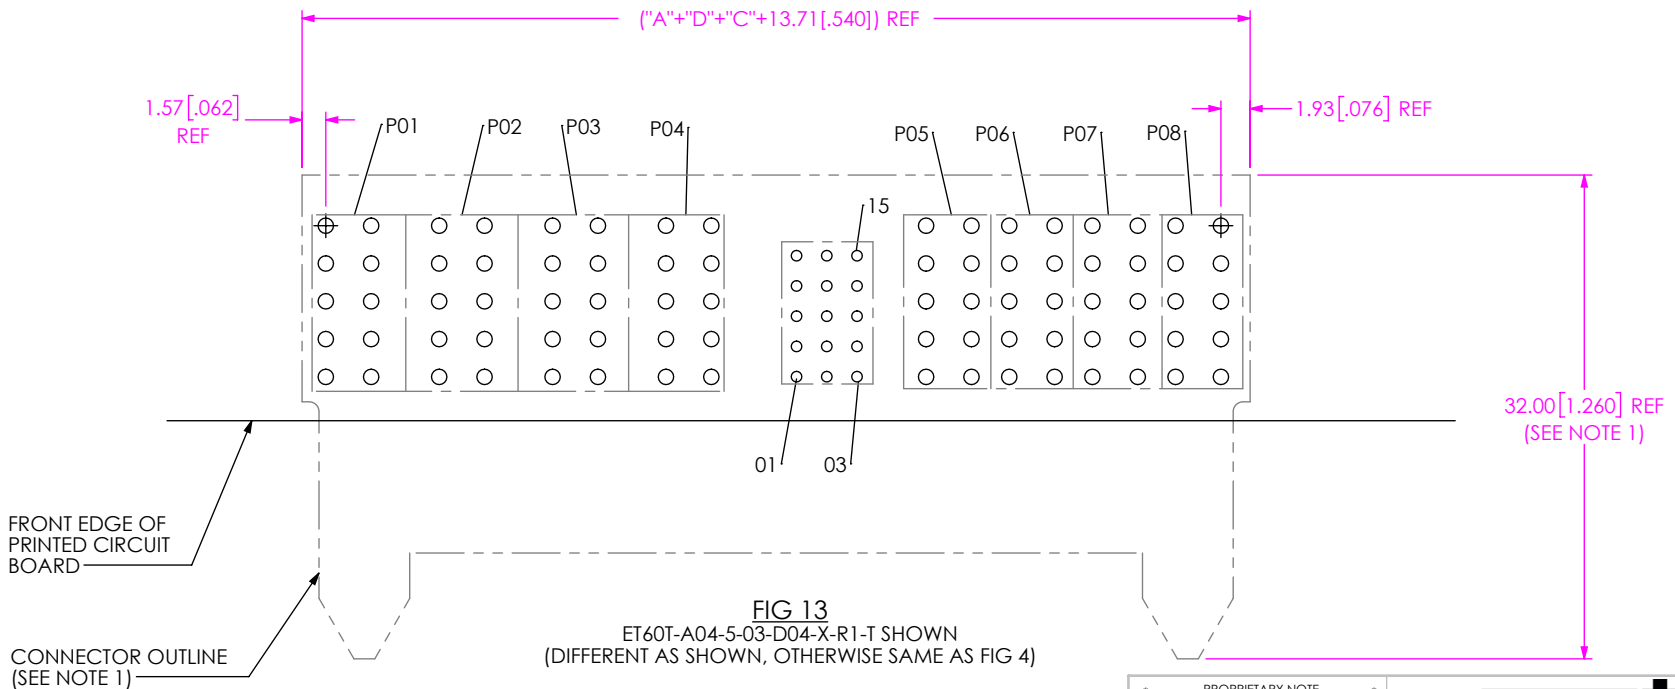 ("A"+"D"+"C"+13.71[.540]) REF
1.57[.062]
REF
1.93[.076] REF
P01
P02
P03
P04
P05
P06
P07
P08
15
01
03
32.00[1.260] REF
(SEE NOTE 1)
FRONT EDGE OF
PRINTED CIRCUIT
BOARD
CONNECTOR OUTLINE
(SEE NOTE 1)
FIG 13
ET60T-A04-5-03-D04-X-R1-T SHOWN
(DIFFERENT AS SHOWN, OTHERWISE SAME AS FIG 4)
PROPRIETARY NOTE